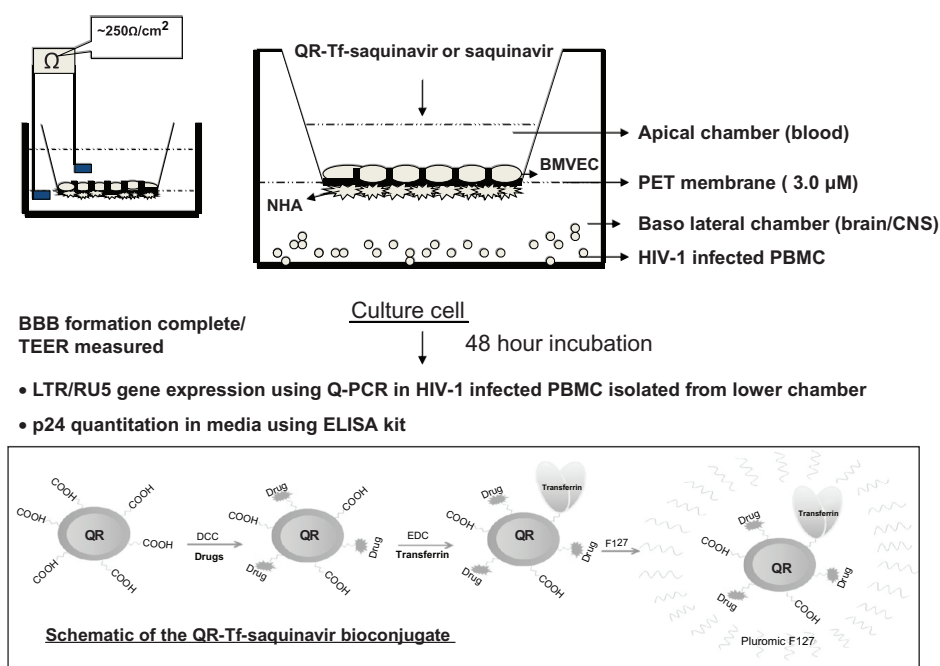 ~250Ω/cm²
Ω
QR-Tf-saquinavir or saquinavir
Apical chamber (blood)
BMVEC
PET membrane ( 3.0 µM)
NHA
Baso lateral chamber (brain/CNS)
HIV-1 infected PBMC
BBB formation complete/
TEER measured
Culture cell
48 hour incubation
• LTR/RU5 gene expression using Q-PCR in HIV-1 infected PBMC isolated from lower chamber
• p24 quantitation in media using ELISA kit
COOH
COOH
COOH
QR
COOH
COOH
COOH
DCC
Drugs
Drug
COOH
COOH
QR
Drug
Drug
COOH
EDC
Transferrin
Drug
Transferrin
COOH
QR
Drug
Drug
COOH
F127
Transferrin
Drug
COOH
QR
Drug
Drug
COOH
Pluromic F127
Schematic of the QR-Tf-saquinavir bioconjugate